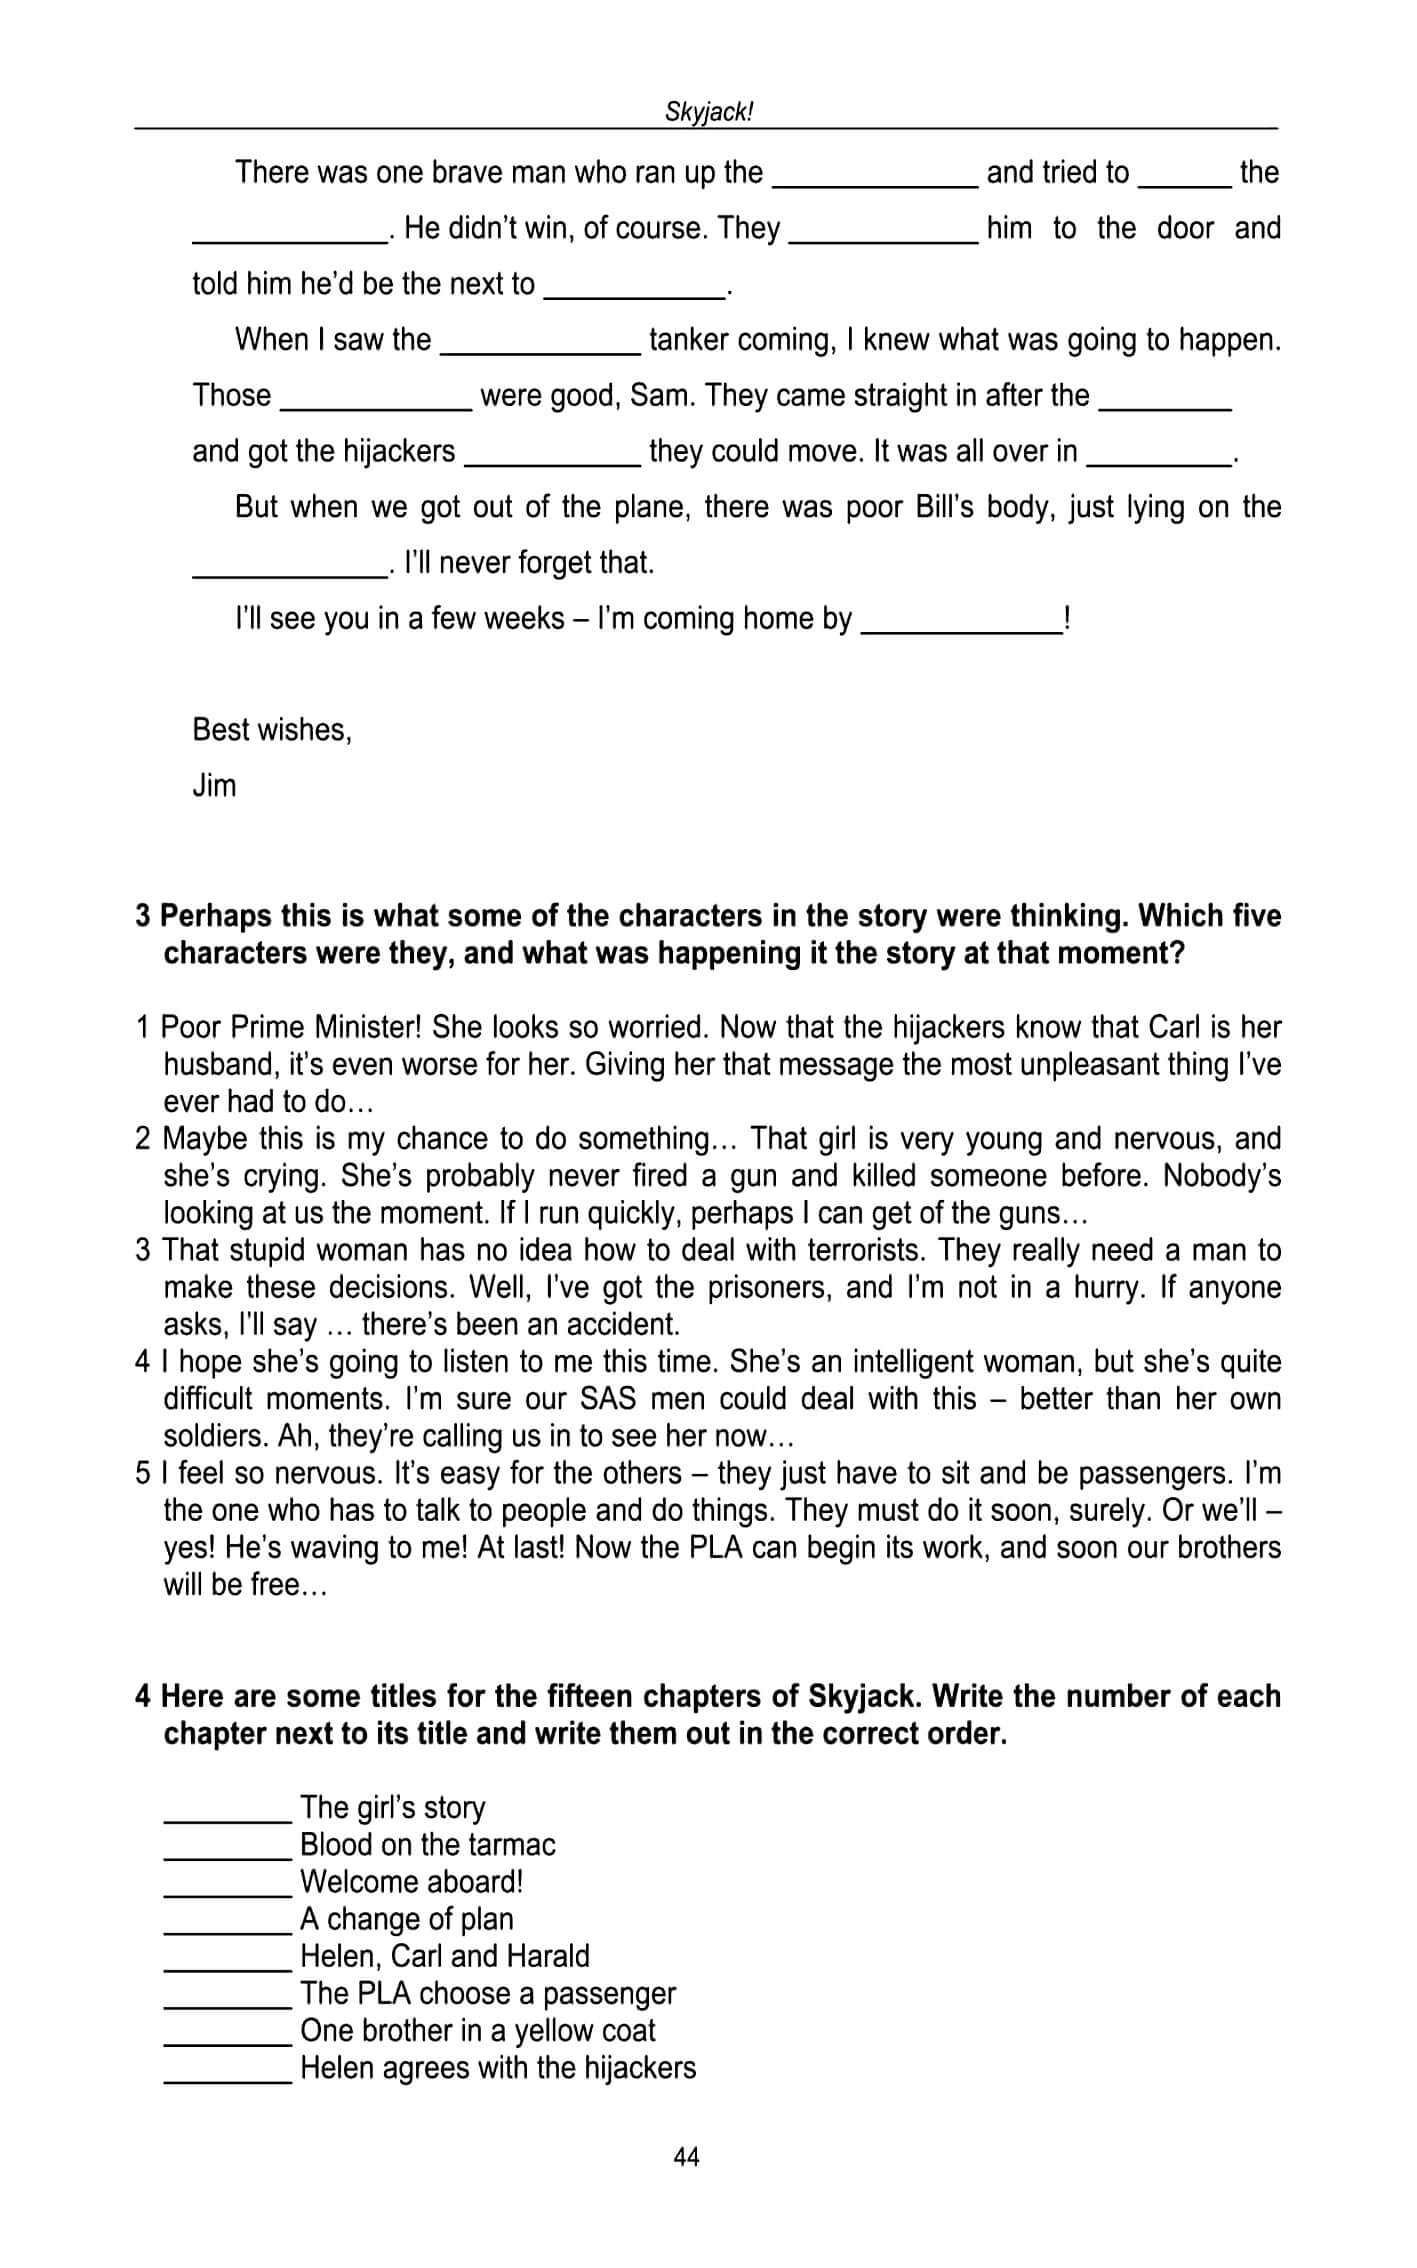 Skyjack!
There was one brave man who ran up the ______________ and tried to ______ the
______________. He didn’t win, of course. They _____________ him to the door and
told him he’d be the next to ____________.
When I saw the ______________ tanker coming, I knew what was going to happen.
Those _____________ were good, Sam. They came straight in after the _________
and got the hijackers ____________ they could move. It was all over in __________.
But when we got out of the plane, there was poor Bill’s body, just lying on the
______________. I’ll never forget that.
I’ll see you in a few weeks – I’m coming home by ______________!
Best wishes,
Jim
3 Perhaps this is what some of the characters in the story were thinking. Which five
characters were they, and what was happening it the story at that moment?
1 Poor Prime Minister! She looks so worried. Now that the hijackers know that Carl is her
husband, it’s even worse for her. Giving her that message the most unpleasant thing I’ve
ever had to do…
2 Maybe this is my chance to do something… That girl is very young and nervous, and
she’s crying. She’s probably never fired a gun and killed someone before. Nobody’s
looking at us the moment. If I run quickly, perhaps I can get of the guns…
3 That stupid woman has no idea how to deal with terrorists. They really need a man to
make these decisions. Well, I’ve got the prisoners, and I’m not in a hurry. If anyone
asks, I’ll say … there’s been an accident.
4 I hope she’s going to listen to me this time. She’s an intelligent woman, but she’s quite
difficult moments. I’m sure our SAS men could deal with this – better than her own
soldiers. Ah, they’re calling us in to see her now…
5 I feel so nervous. It’s easy for the others – they just have to sit and be passengers. I’m
the one who has to talk to people and do things. They must do it soon, surely. Or we’ll –
yes! He’s waving to me! At last! Now the PLA can begin its work, and soon our brothers
will be free…
4 Here are some titles for the fifteen chapters of Skyjack. Write the number of each
chapter next to its title and write them out in the correct order.
_________ The girl’s story
_________ Blood on the tarmac
_________ Welcome aboard!
_________ A change of plan
_________ Helen, Carl and Harald
_________ The PLA choose a passenger
_________ One brother in a yellow coat
_________ Helen agrees with the hijackers
44